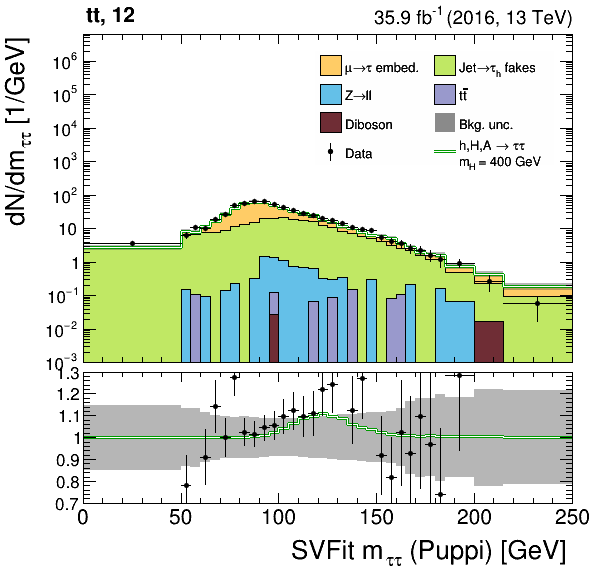 tt, 12
35.9 fb⁻¹ (2016, 13 TeV)
dN/dm_ττ [1/GeV]
10⁶
10⁵
10⁴
10³
10²
10
1
10⁻¹
10⁻²
10⁻³
μ→τ embed.
Jet→τ_h fakes
Z→ll
tt̄
Diboson
Bkg. unc.
Data
h,H,A → ττ
m_H = 400 GeV
1.3
1.2
1.1
1
0.9
0.8
0.7
0 50 100 150 200 250
SVFit m_ττ (Puppi) [GeV]